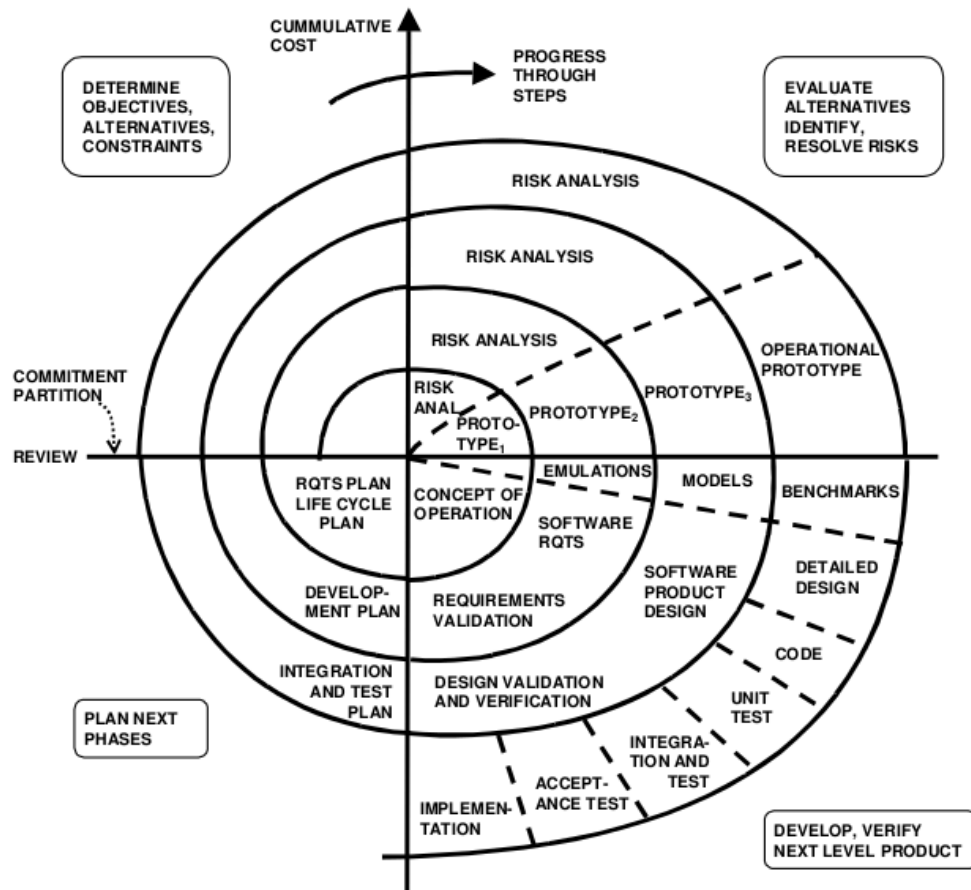 CUMMULATIVE
COST
PROGRESS
THROUGH
STEPS
DETERMINE
OBJECTIVES,
ALTERNATIVES,
CONSTRAINTS
EVALUATE
ALTERNATIVES
IDENTIFY,
RESOLVE RISKS
RISK ANALYSIS
RISK ANALYSIS
RISK ANALYSIS
RISK
ANAL.
PROTO-
TYPE1
PROTOTYPE2
PROTOTYPE3
OPERATIONAL
PROTOTYPE
COMMITMENT
PARTITION
REVIEW
RQTS PLAN
LIFE CYCLE
PLAN
CONCEPT OF
OPERATION
EMULATIONS
MODELS
BENCHMARKS
SOFTWARE
RQTS
SOFTWARE
PRODUCT
DESIGN
DETAILED
DESIGN
DEVELOP-
MENT PLAN
REQUIREMENTS
VALIDATION
CODE
INTEGRATION
AND TEST
PLAN
DESIGN VALIDATION
AND VERIFICATION
UNIT
TEST
PLAN NEXT
PHASES
INTEGRA-
TION AND
TEST
ACCEPT-
ANCE TEST
IMPLEMEN-
TATION
DEVELOP, VERIFY
NEXT LEVEL PRODUCT